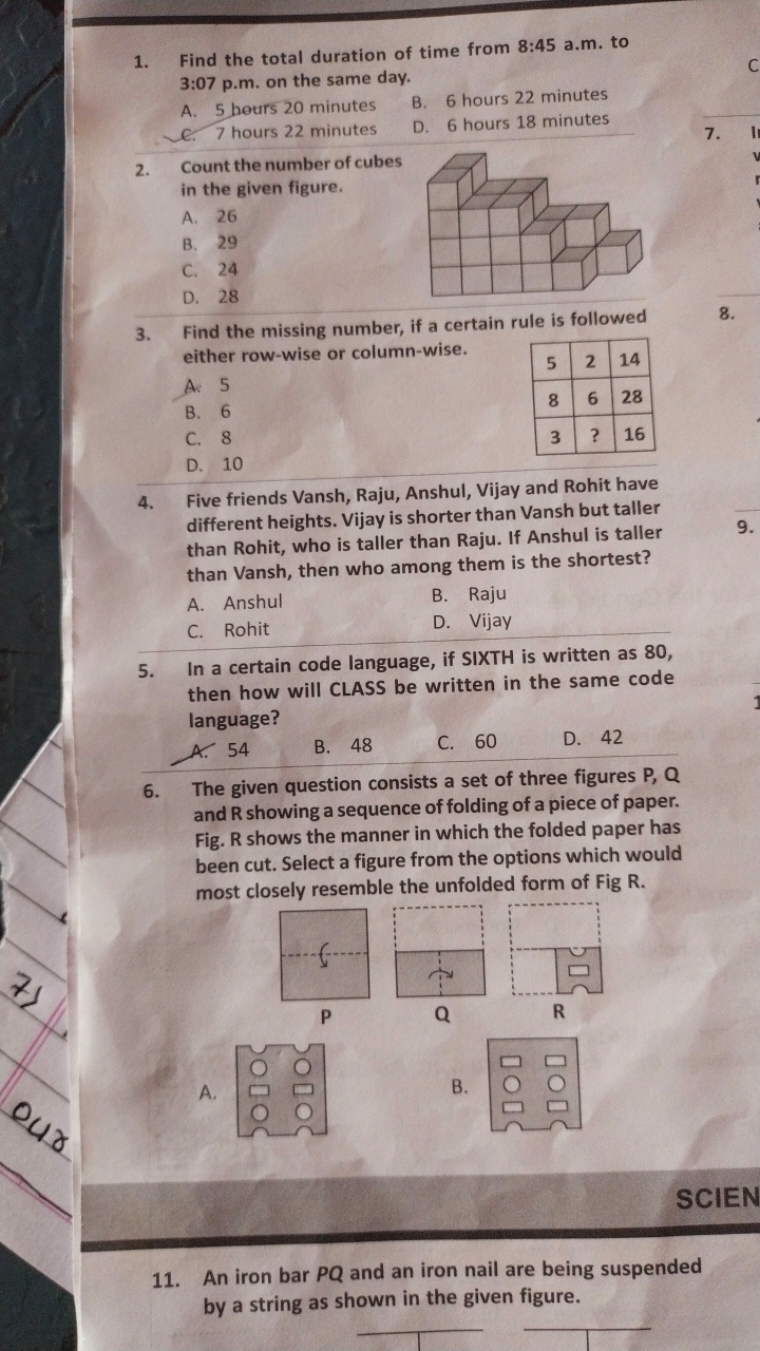 1. Find the total duration of time from 8:45 a.m. to
3:07 p.m. on the same day.
A. 5 hours 20 minutes B. 6 hours 22 minutes
C. 7 hours 22 minutes D. 6 hours 18 minutes
2. Count the number of cubes
in the given figure.
A. 26
B. 29
C. 24
D. 28
3. Find the missing number, if a certain rule is followed
either row-wise or column-wise.
5 2 14
8 6 28
3 ? 16
A. 5
B. 6
C. 8
D. 10
4. Five friends Vansh, Raju, Anshul, Vijay and Rohit have
different heights. Vijay is shorter than Vansh but taller
than Rohit, who is taller than Raju. If Anshul is taller
than Vansh, then who among them is the shortest?
A. Anshul B. Raju
C. Rohit D. Vijay
5. In a certain code language, if SIXTH is written as 80,
then how will CLASS be written in the same code
language?
A. 54 B. 48 C. 60 D. 42
6. The given question consists a set of three figures P, Q
and R showing a sequence of folding of a piece of paper.
Fig. R shows the manner in which the folded paper has
been cut. Select a figure from the options which would
most closely resemble the unfolded form of Fig R.
P Q R
A. B.
SCIEN
11. An iron bar PQ and an iron nail are being suspended
by a string as shown in the given figure.
C
7.
8.
9.